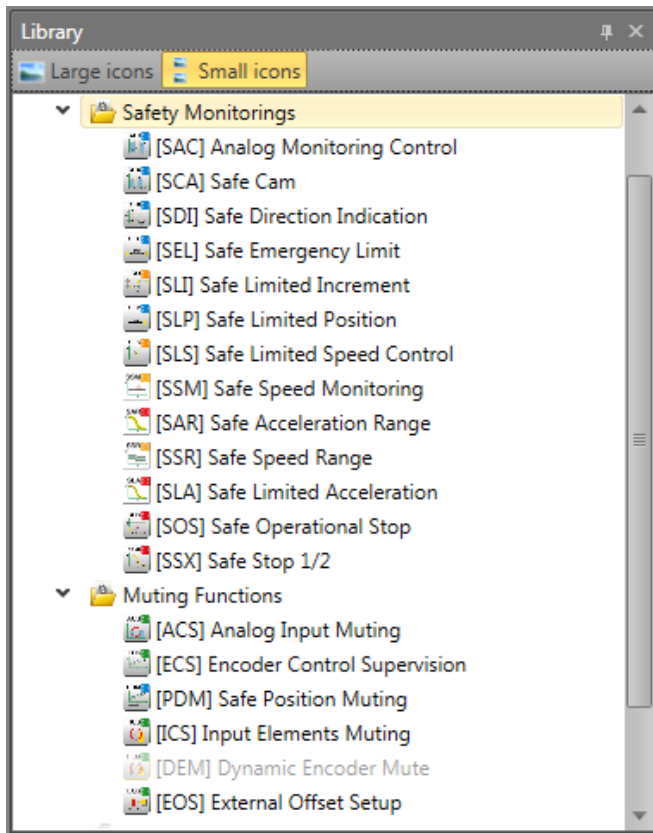 Library
Large icons Small icons
Safety Monitorings
[SAC] Analog Monitoring Control
[SCA] Safe Cam
[SDI] Safe Direction Indication
[SEL] Safe Emergency Limit
[SLI] Safe Limited Increment
[SLP] Safe Limited Position
[SLS] Safe Limited Speed Control
[SSM] Safe Speed Monitoring
[SAR] Safe Acceleration Range
[SSR] Safe Speed Range
[SLA] Safe Limited Acceleration
[SOS] Safe Operational Stop
[SSX] Safe Stop 1/2
Muting Functions
[ACS] Analog Input Muting
[ECS] Encoder Control Supervision
[PDM] Safe Position Muting
[ICS] Input Elements Muting
[DEM] Dynamic Encoder Mute
[EOS] External Offset Setup